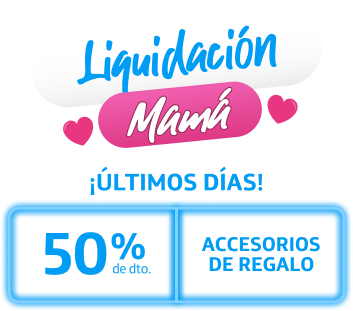 Liquidación
Mamá
¡ÚLTIMOS DÍAS!
50%
de dto.
ACCESORIOS
DE REGALO